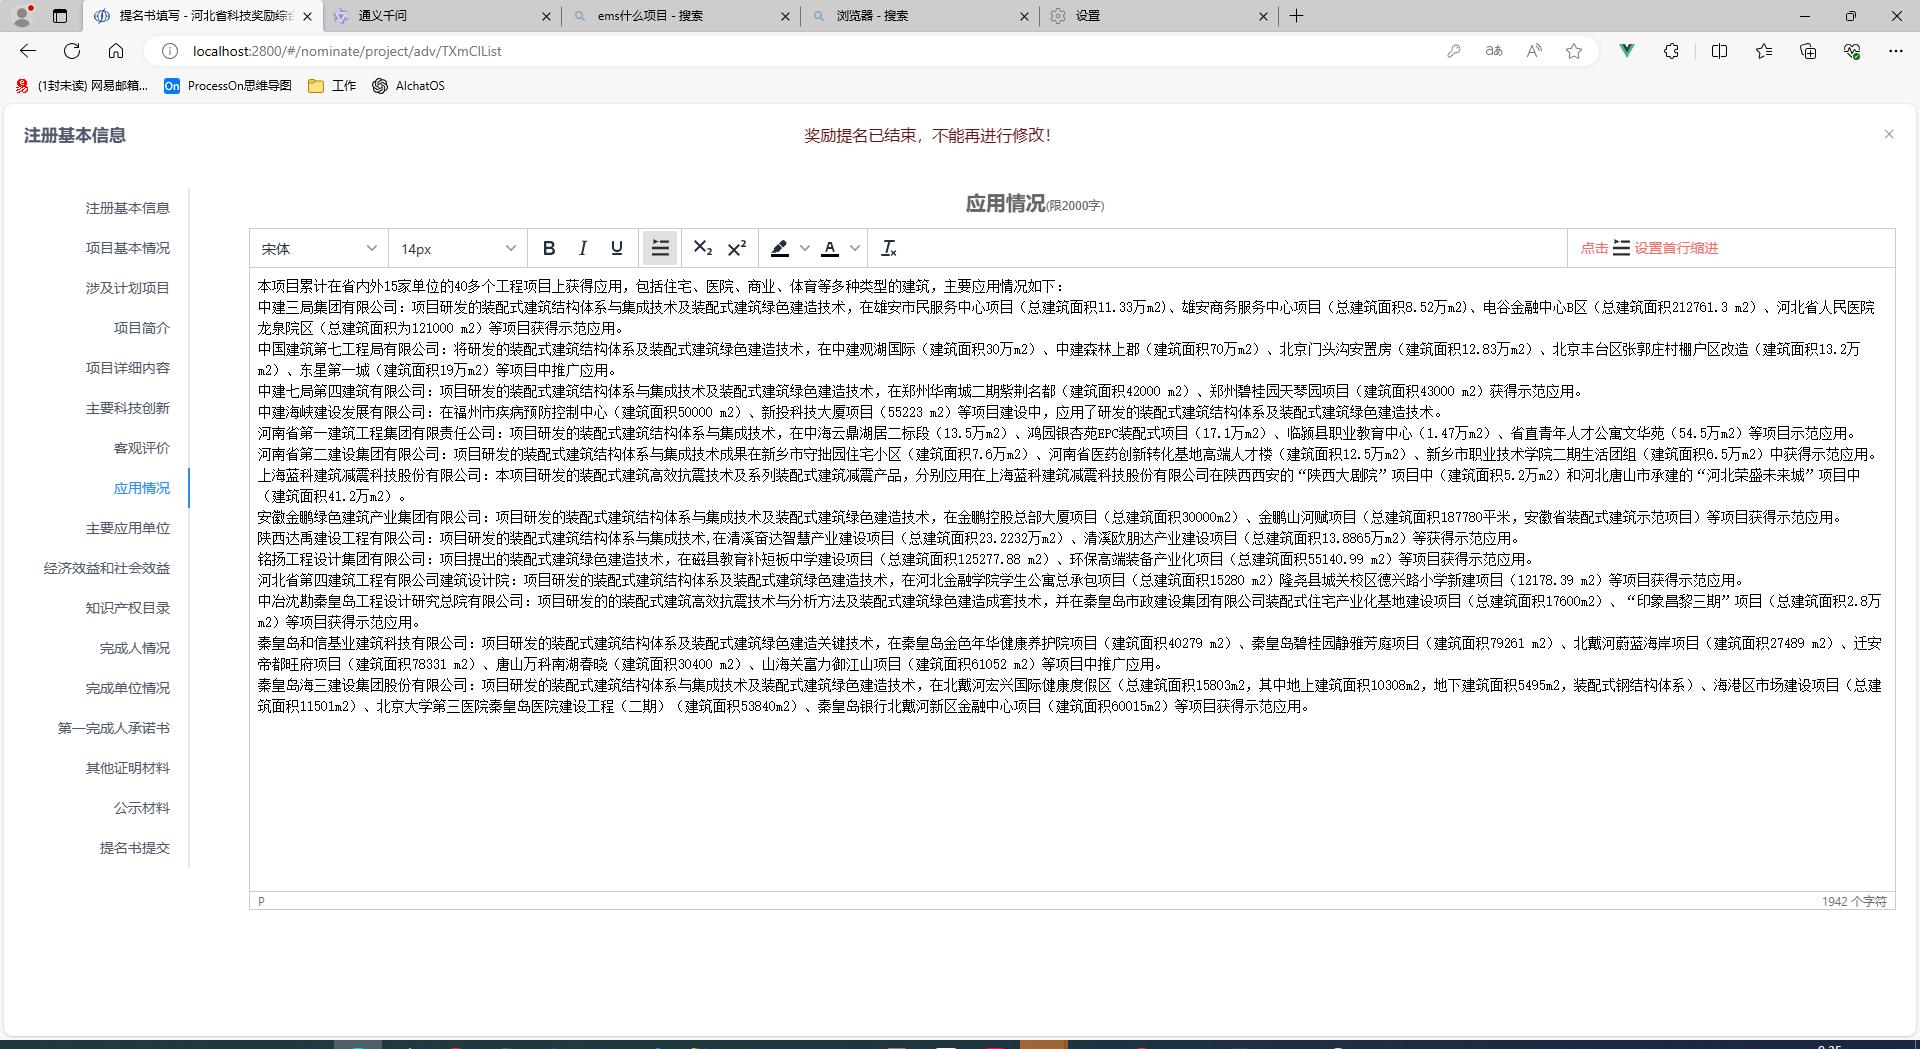 提名书填写 - 河北省科技奖励综合
通义千问
ems什么项目 - 搜索
浏览器 - 搜索
设置
localhost:2800/#/nominate/project/adv/TXmCIList
(1封未读) 网易邮箱...
On ProcessOn思维导图
工作
AIchatOS
注册基本信息
奖励提名已结束，不能再进行修改!
注册基本信息
项目基本情况
涉及计划项目
项目简介
项目详细内容
主要科技创新
客观评价
应用情况
主要应用单位
经济效益和社会效益
知识产权目录
完成人情况
完成单位情况
第一完成人承诺书
其他证明材料
公示材料
提名书提交
应用情况(限2000字)
宋体
14px
点击 设置首行缩进
本项目累计在省内外15家单位的40多个工程项目上获得应用，包括住宅、医院、商业、体育等多种类型的建筑，主要应用情况如下：
中建三局集团有限公司：项目研发的装配式建筑结构体系与集成技术及装配式建筑绿色建造技术，在雄安市民服务中心项目（总建筑面积11.33万m2）、雄安商务服务中心项目（总建筑面积8.52万m2）、电谷金融中心B区（总建筑面积212761.3 m2）、河北省人民医院
龙泉院区（总建筑面积为121000 m2）等项目获得示范应用。
中国建筑第七工程局有限公司：将研发的装配式建筑结构体系及装配式建筑绿色建造技术，在中建观湖国际（建筑面积30万m2）、中建森林上郡（建筑面积70万m2）、北京门头沟安置房（建筑面积12.83万m2）、北京丰台区张郭庄村棚户区改造（建筑面积13.2万
m2）、东星第一城（建筑面积19万m2）等项目中推广应用。
中建七局第四建筑有限公司：项目研发的装配式建筑结构体系与集成技术及装配式建筑绿色建造技术，在郑州华南城二期紫荆名都（建筑面积42000 m2）、郑州碧桂园天琴园项目（建筑面积43000 m2）获得示范应用。
中建海峡建设发展有限公司：在福州市疾病预防控制中心（建筑面积50000 m2）、新投科技大厦项目（55223 m2）等项目建设中，应用了研发的装配式建筑结构体系及装配式建筑绿色建造技术。
河南省第一建筑工程集团有限责任公司：项目研发的装配式建筑结构体系与集成技术，在中海云鼎湖居二标段（13.5万m2）、鸿园银杏苑EPC装配式项目（17.1万m2）、临颍县职业教育中心（1.47万m2）、省直青年人才公寓文华苑（54.5万m2）等项目示范应用。
河南省第二建设集团有限公司：项目研发的装配式建筑结构体系与集成技术成果在新乡市守拙园住宅小区（建筑面积7.6万m2）、河南省医药创新转化基地高端人才楼（建筑面积12.5万m2）、新乡市职业技术学院二期生活团组（建筑面积6.5万m2）中获得示范应用。
上海蓝科建筑减震科技股份有限公司：本项目研发的装配式建筑高效抗震技术及系列装配式建筑减震产品，分别应用在上海蓝科建筑减震科技股份有限公司在陕西西安的“陕西大剧院”项目中（建筑面积5.2万m2）和河北唐山市承建的“河北荣盛未来城”项目中
（建筑面积41.2万m2）。
安徽金鹏绿色建筑产业集团有限公司：项目研发的装配式建筑结构体系与集成技术及装配式建筑绿色建造技术，在金鹏控股总部大厦项目（总建筑面积30000m2）、金鹏山河赋项目（总建筑面积187780平米，安徽省装配式建筑示范项目）等项目获得示范应用。
陕西达禹建设工程有限公司：项目研发的装配式建筑结构体系与集成技术,在清溪奋达智慧产业建设项目（总建筑面积23.2232万m2）、清溪欧朋达产业建设项目（总建筑面积13.8865万m2）等获得示范应用。
铭扬工程设计集团有限公司：项目提出的装配式建筑绿色建造技术，在磁县教育补短板中学建设项目（总建筑面积125277.88 m2）、环保高端装备产业化项目（总建筑面积55140.99 m2）等项目获得示范应用。
河北省第四建筑工程有限公司建筑设计院：项目研发的装配式建筑结构体系及装配式建筑绿色建造技术，在河北金融学院学生公寓总承包项目（总建筑面积15280 m2）隆尧县城关校区德兴路小学新建项目（12178.39 m2）等项目获得示范应用。
中冶沈勘秦皇岛工程设计研究总院有限公司：项目研发的的装配式建筑高效抗震技术与分析方法及装配式建筑绿色建造成套技术，并在秦皇岛市政建设集团有限公司装配式住宅产业化基地建设项目（总建筑面积17600m2）、“印象昌黎三期”项目（总建筑面积2.8万
m2）等项目获得示范应用。
秦皇岛和信基业建筑科技有限公司：项目研发的装配式建筑结构体系及装配式建筑绿色建造关键技术，在秦皇岛金色年华健康养护院项目（建筑面积40279 m2）、秦皇岛碧桂园静雅芳庭项目（建筑面积79261 m2）、北戴河蔚蓝海岸项目（建筑面积27489 m2）、迁安
帝都旺府项目（建筑面积78331 m2）、唐山万科南湖春晓（建筑面积30400 m2）、山海关富力御江山项目（建筑面积61052 m2）等项目中推广应用。
秦皇岛海三建设集团股份有限公司：项目研发的装配式建筑结构体系与集成技术及装配式建筑绿色建造技术，在北戴河宏兴国际健康度假区（总建筑面积15803m2，其中地上建筑面积10308m2，地下建筑面积5495m2，装配式钢结构体系）、海港区市场建设项目（总建
筑面积11501m2）、北京大学第三医院秦皇岛医院建设工程（二期）（建筑面积53840m2）、秦皇岛银行北戴河新区金融中心项目（建筑面积60015m2）等项目获得示范应用。
P
1942 个字符